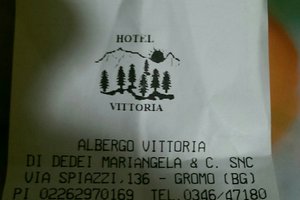 HOTEL
VITTORIA
ALBERGO VITTORIA
DI DEDEI MARIANGELA & C. SNC
VIA SPIAZZI,136 - GROMO (BG)
PI 02262970169 TEL.0346/47180